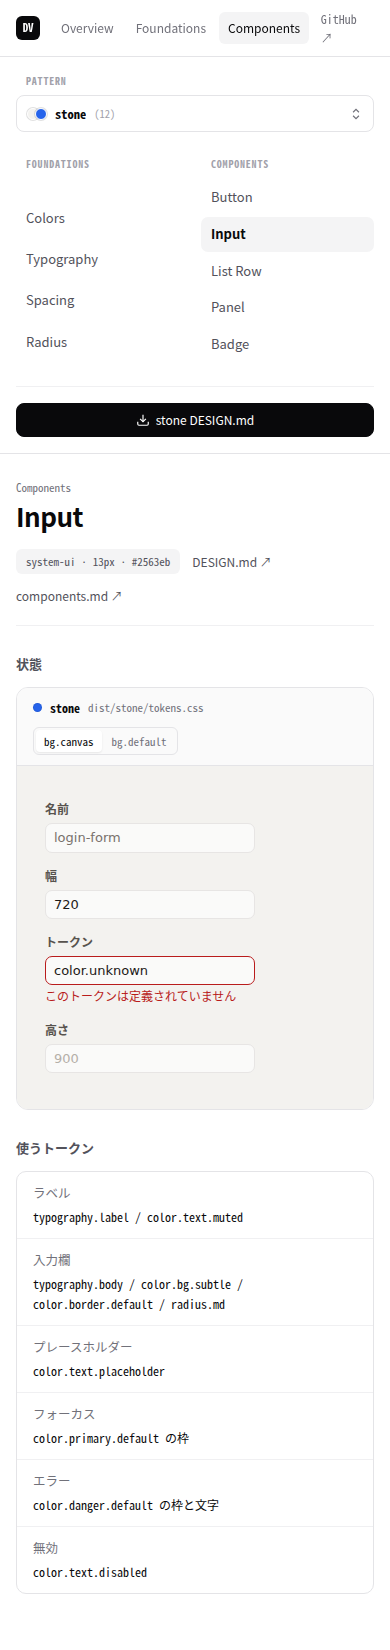 DV Overview Foundations Components GitHub ↗
PATTERN
stone (12)
FOUNDATIONS
Colors
Typography
Spacing
Radius
COMPONENTS
Button
Input
List Row
Panel
Badge
stone DESIGN.md
Components
Input
system-ui · 13px · #2563eb DESIGN.md ↗
components.md ↗
状態
stone dist/stone/tokens.css
bg.canvas bg.default
名前
login-form
幅
720
トークン
color.unknown
このトークンは定義されていません
高さ
900
使うトークン
ラベル
typography.label / color.text.muted
入力欄
typography.body / color.bg.subtle /
color.border.default / radius.md
プレースホルダー
color.text.placeholder
フォーカス
color.primary.default の枠
エラー
color.danger.default の枠と文字
無効
color.text.disabled